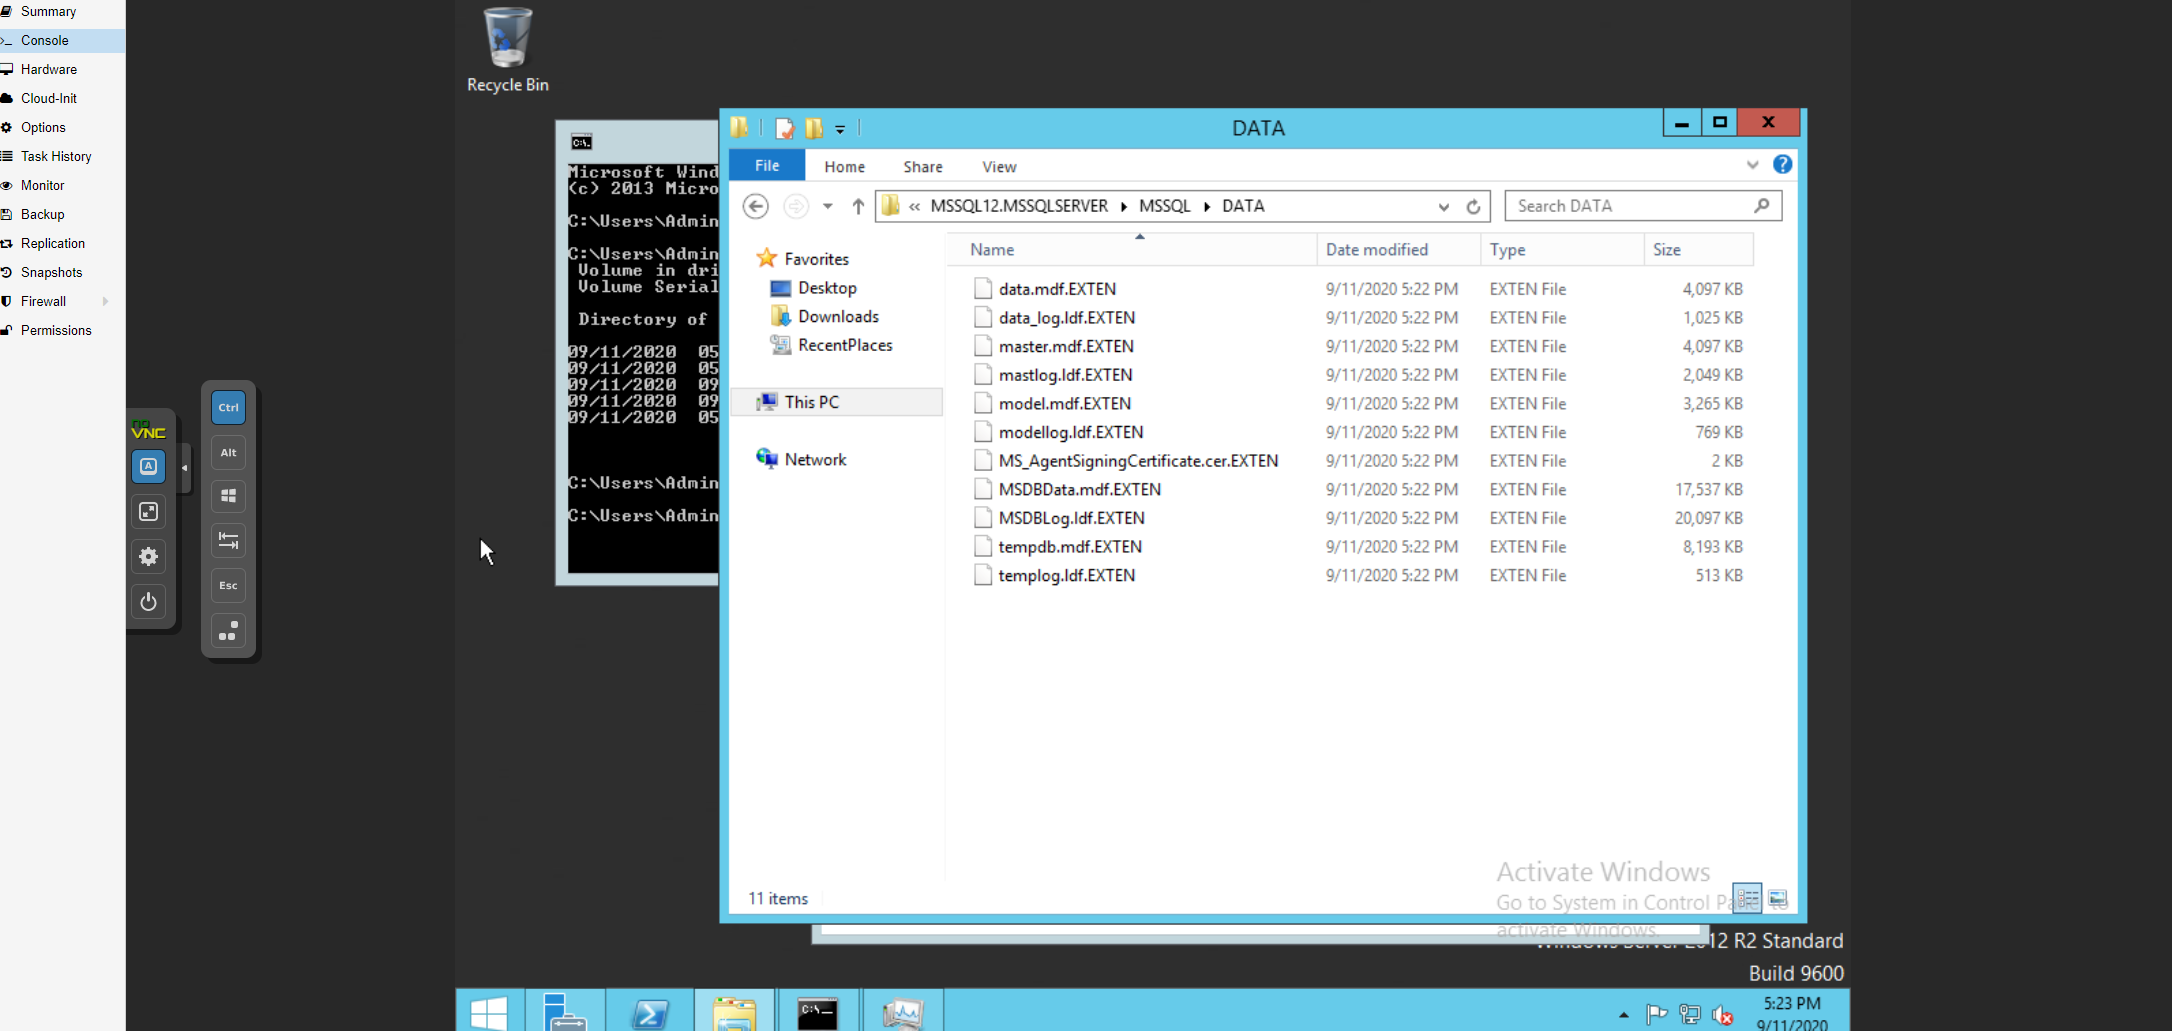 Summary
Console
Hardware
Cloud-Init
Options
Task History
Monitor
Backup
Replication
Snapshots
Firewall
Permissions
no
VNC
A
Ctrl
Alt
Esc
Recycle Bin
C:\.
Microsoft Wind
(c) 2013 Micro
C:\Users\Admin
C:\Users\Admin
Volume in dri
Volume Serial
Directory of
09/11/2020 05
09/11/2020 05
09/11/2020 09
09/11/2020 09
09/11/2020 05
C:\Users\Admin
C:\Users\Admin
DATA
File Home Share View
« MSSQL12.MSSQLSERVER MSSQL DATA
Search DATA
Favorites
Desktop
Downloads
RecentPlaces
This PC
Network
Name Date modified Type Size
data.mdf.EXTEN 9/11/2020 5:22 PM EXTEN File 4,097 KB
data_log.ldf.EXTEN 9/11/2020 5:22 PM EXTEN File 1,025 KB
master.mdf.EXTEN 9/11/2020 5:22 PM EXTEN File 4,097 KB
mastlog.ldf.EXTEN 9/11/2020 5:22 PM EXTEN File 2,049 KB
model.mdf.EXTEN 9/11/2020 5:22 PM EXTEN File 3,265 KB
modellog.ldf.EXTEN 9/11/2020 5:22 PM EXTEN File 769 KB
MS_AgentSigningCertificate.cer.EXTEN 9/11/2020 5:22 PM EXTEN File 2 KB
MSDBData.mdf.EXTEN 9/11/2020 5:22 PM EXTEN File 17,537 KB
MSDBLog.ldf.EXTEN 9/11/2020 5:22 PM EXTEN File 20,097 KB
tempdb.mdf.EXTEN 9/11/2020 5:22 PM EXTEN File 8,193 KB
templog.ldf.EXTEN 9/11/2020 5:22 PM EXTEN File 513 KB
11 items
Activate Windows
Go to System in Control Panel to
activate Windows.
Windows Server 2012 R2 Standard
Build 9600
5:23 PM
9/11/2020